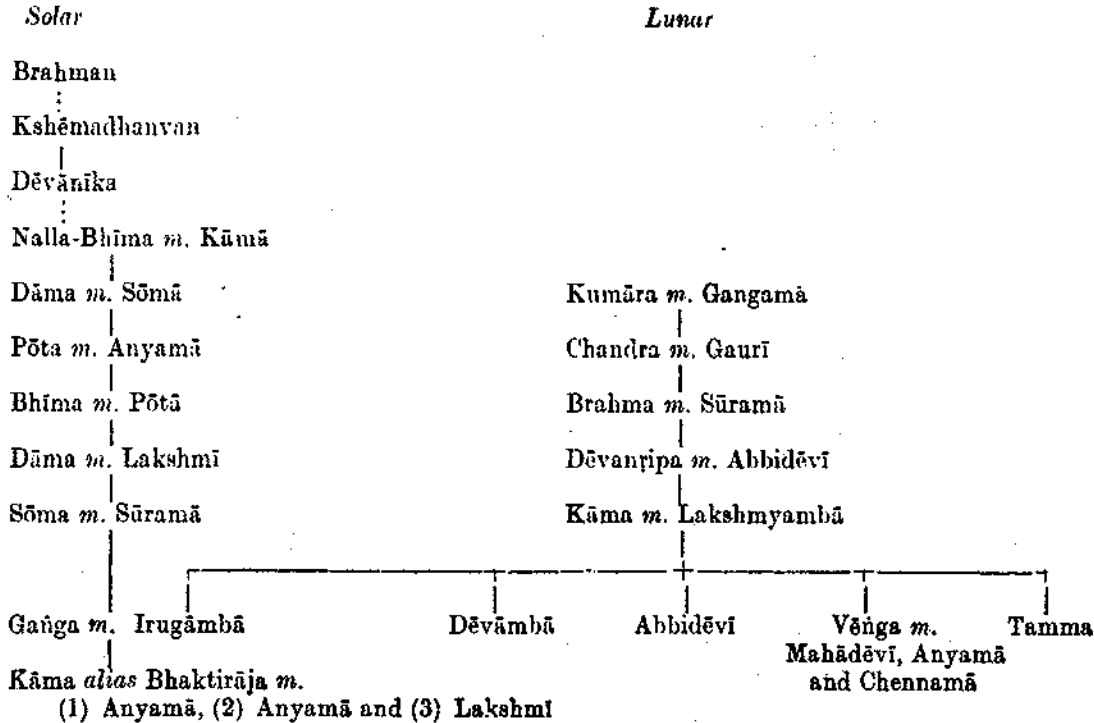 Solar Lunar
Brahman
Kshēmadhanvan
Dēvānīka
Nalla-Bhīma m. Kāmā
Dāma m. Sōmā Kumāra m. Gangamā
Pōta m. Anyamā Chandra m. Gaurī
Bhīma m. Pōtā Brahma m. Sūramā
Dāma m. Lakshmī Dēvanṛipa m. Abbidēvī
Sōma m. Sūramā Kāma m. Lakshmyambā
Gaṅga m. Irugāmbā Dēvāmbā Abbidēvī Vēṅga m. Tamma
Mahādēvī, Anyamā
and Chennamā
Kāma alias Bhaktirāja m.
(1) Anyamā, (2) Anyamā and (3) Lakshmī